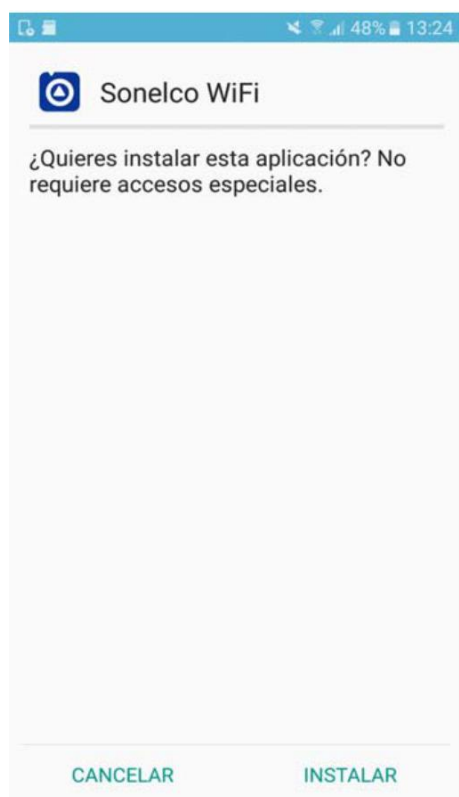 48% 13:24
Sonelco WiFi
¿Quieres instalar esta aplicación? No
requiere accesos especiales.
CANCELAR INSTALAR